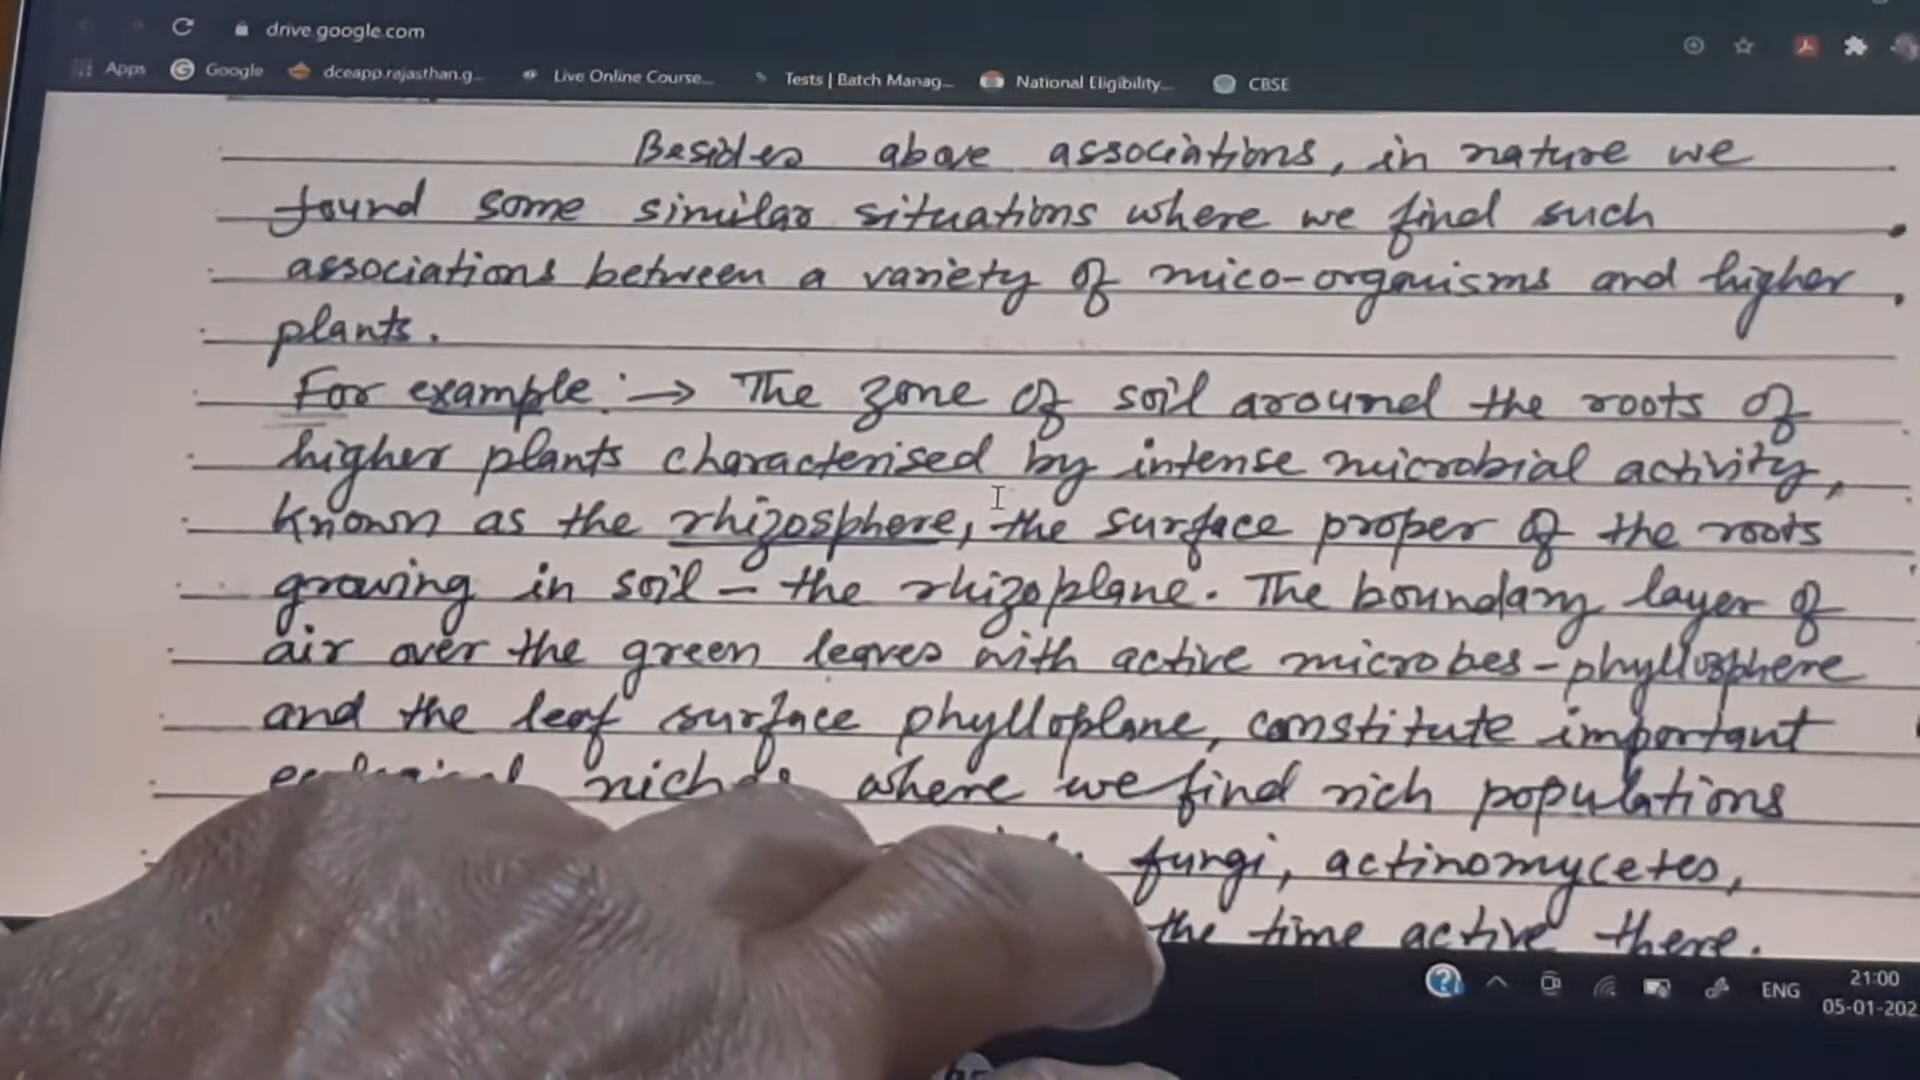 drive.google.com
Apps Google dceapp.rajasthan.g... Live Online Course... Tests | Batch Manag... National Eligibility... CBSE
Besides above associations, in nature we
found some similar situations where we find such
associations between a variety of mico-organisms and higher
plants.
For example :→ The zone of soil around the roots of
higher plants characterised by intense microbial activity,
known as the rhizosphere, the surface proper of the roots
growing in soil - the rhizoplane. The boundary layer of
air over the green leaves with active microbes - phyllosphere
and the leaf surface phylloplane, constitute important
where we find rich populations
fungi, actinomycetes,
the time active there.
ENG 21:00
05-01-202